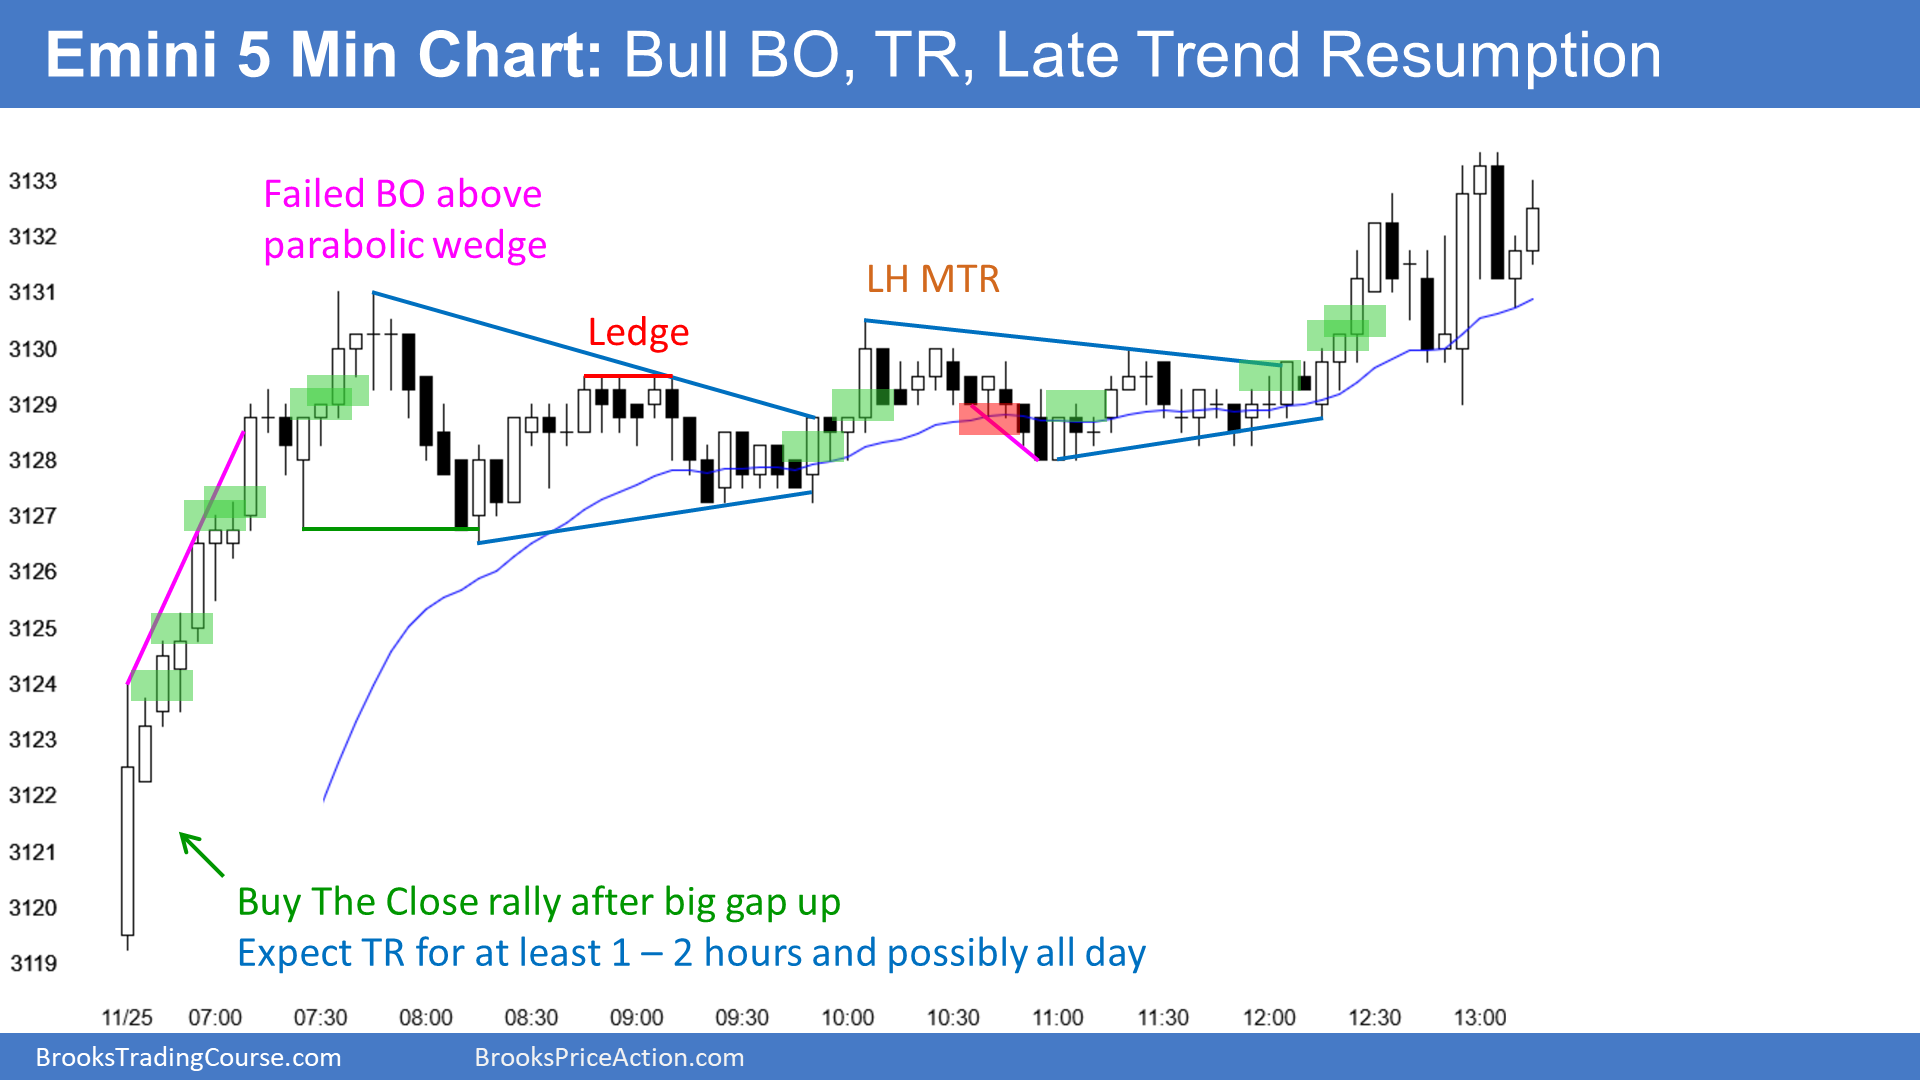 Emini 5 Min Chart: Bull BO, TR, Late Trend Resumption
Failed BO above
parabolic wedge
LH MTR
Ledge
3133
3132
3131
3130
3129
3128
3127
3126
3125
3124
3123
3122
3121
3120
3119
Buy The Close rally after big gap up
Expect TR for at least 1 – 2 hours and possibly all day
11/25 07:00 07:30 08:00 08:30 09:00 09:30 10:00 10:30 11:00 11:30 12:00 12:30 13:00
BrooksTradingCourse.com BrooksPriceAction.com